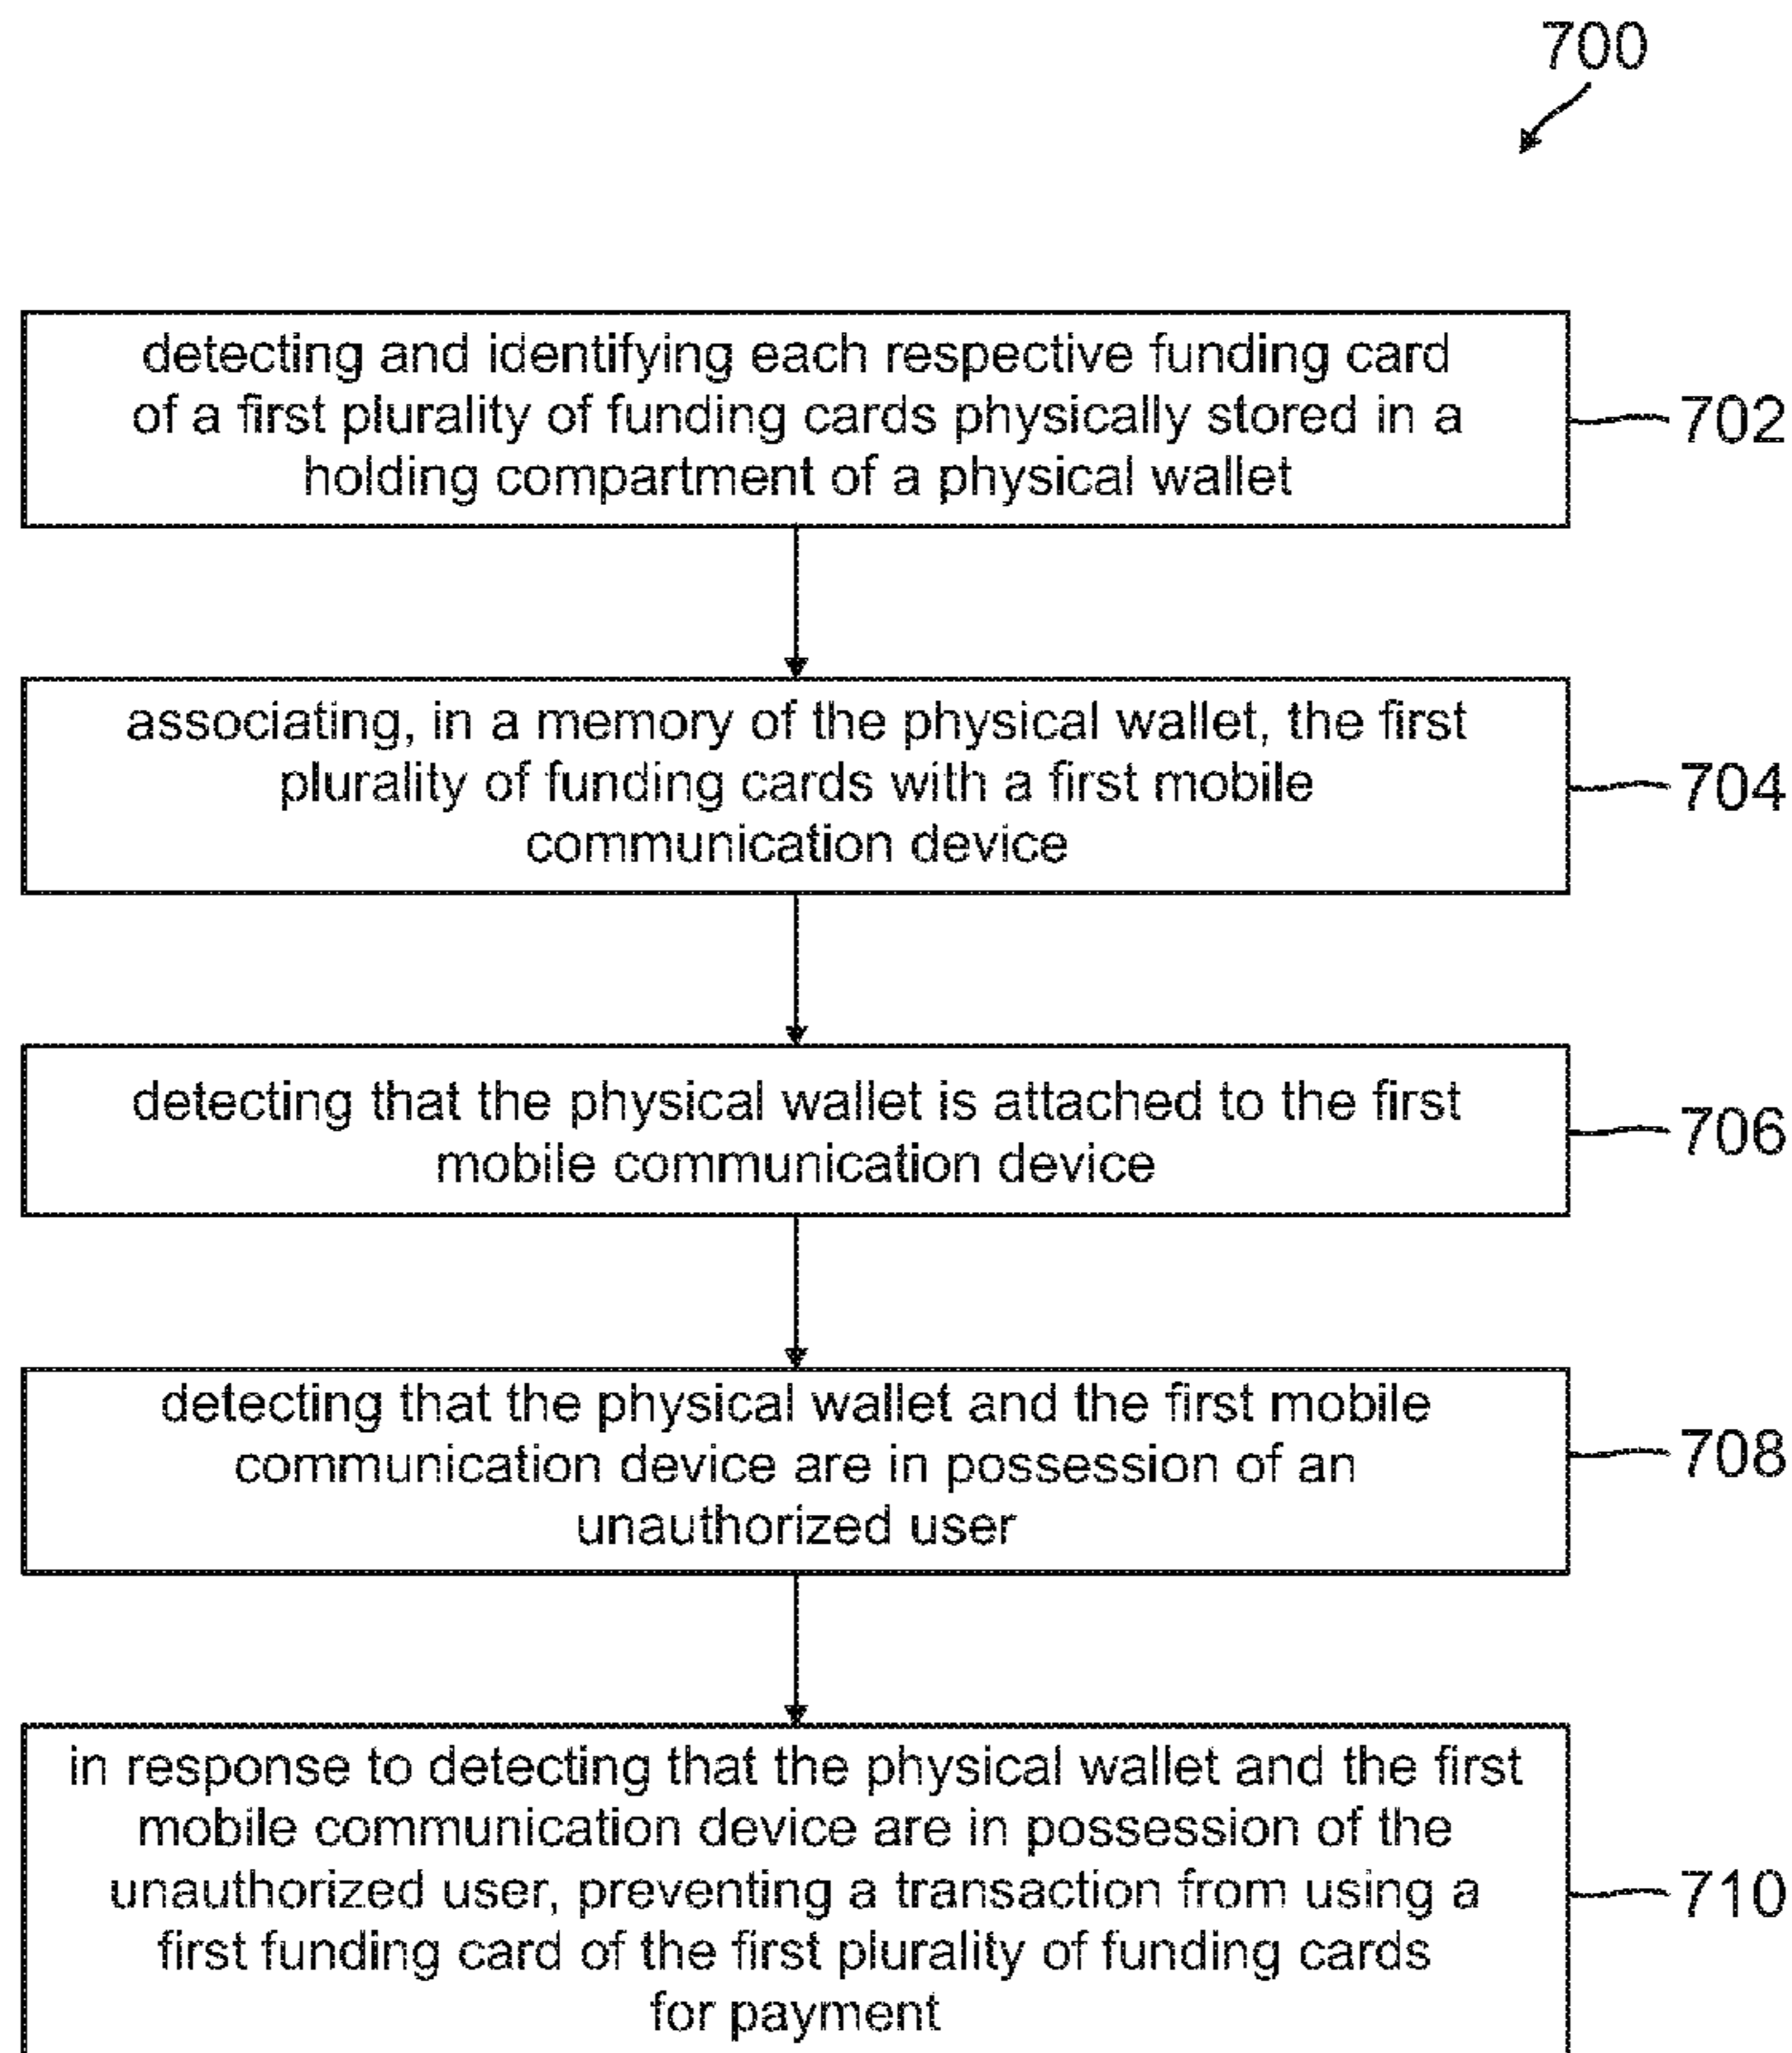 700
detecting and identifying each respective funding card
of a first plurality of funding cards physically stored in a
holding compartment of a physical wallet
702
associating, in a memory of the physical wallet, the first
plurality of funding cards with a first mobile
communication device
704
detecting that the physical wallet is attached to the first
mobile communication device
706
detecting that the physical wallet and the first mobile
communication device are in possession of an
unauthorized user
708
in response to detecting that the physical wallet and the first
mobile communication device are in possession of the
unauthorized user, preventing a transaction from using a
first funding card of the first plurality of funding cards
for payment
710